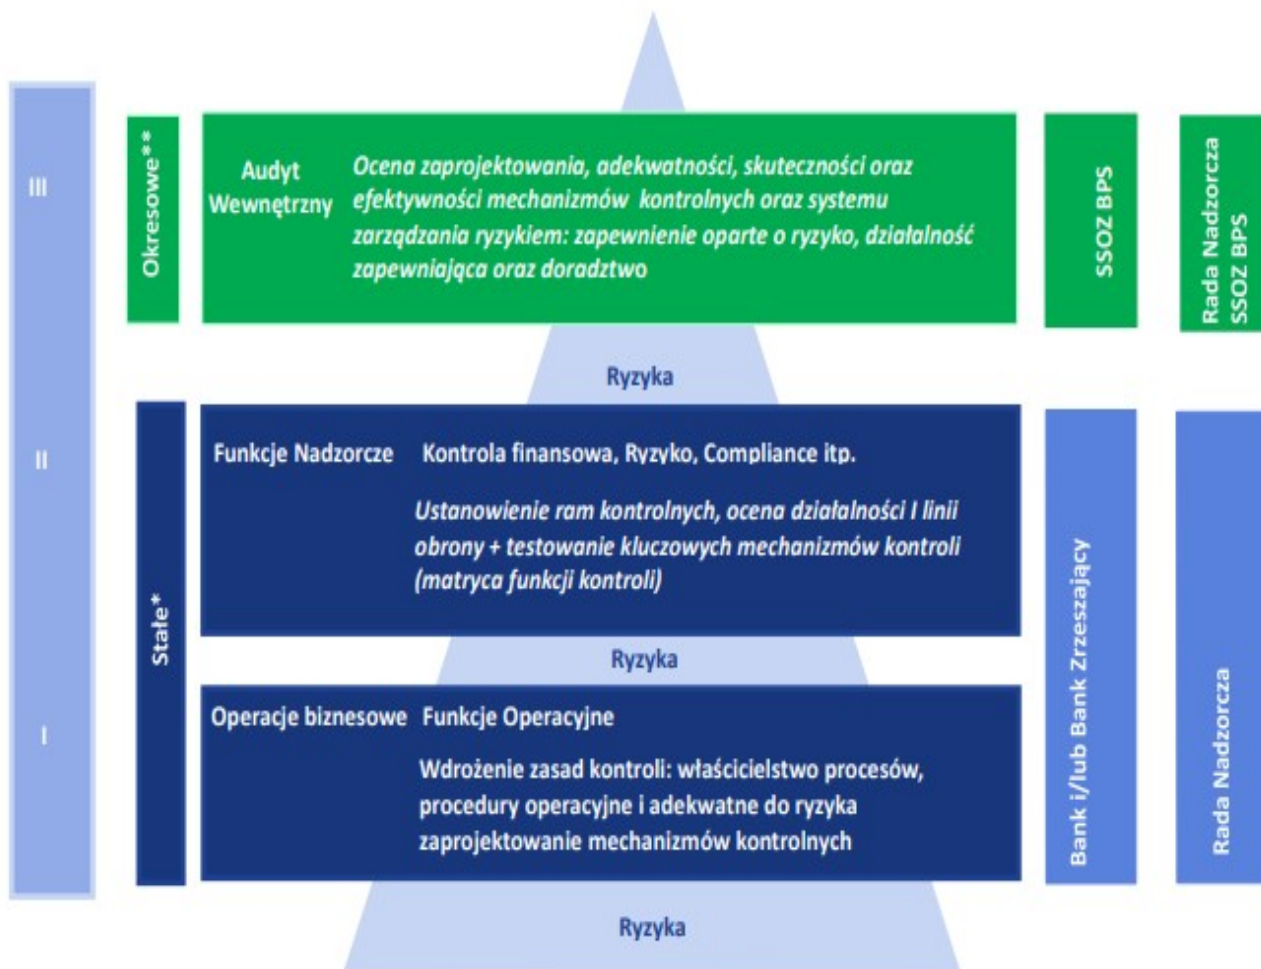 III
Okresowe**
Audyt
Wewnętrzny
Ocena zaprojektowania, adekwatności, skuteczności oraz
efektywności mechanizmów kontrolnych oraz systemu
zarządzania ryzykiem: zapewnienie oparte o ryzyko, działalność
zapewniająca oraz doradztwo
SSOZ BPS
Rada Nadzorcza
SSOZ BPS
Ryzyka
II
Stałe*
Funkcje Nadzorcze Kontrola finansowa, Ryzyko, Compliance itp.
Ustanowienie ram kontrolnych, ocena działalności I linii
obrony + testowanie kluczowych mechanizmów kontroli
(matryca funkcji kontroli)
Bank i/lub Bank Zrzeszający
Rada Nadzorcza
Ryzyka
I
Operacje biznesowe Funkcje Operacyjne
Wdrożenie zasad kontroli: właścicielstwo procesów,
procedury operacyjne i adekwatne do ryzyka
zaprojektowanie mechanizmów kontrolnych
Ryzyka